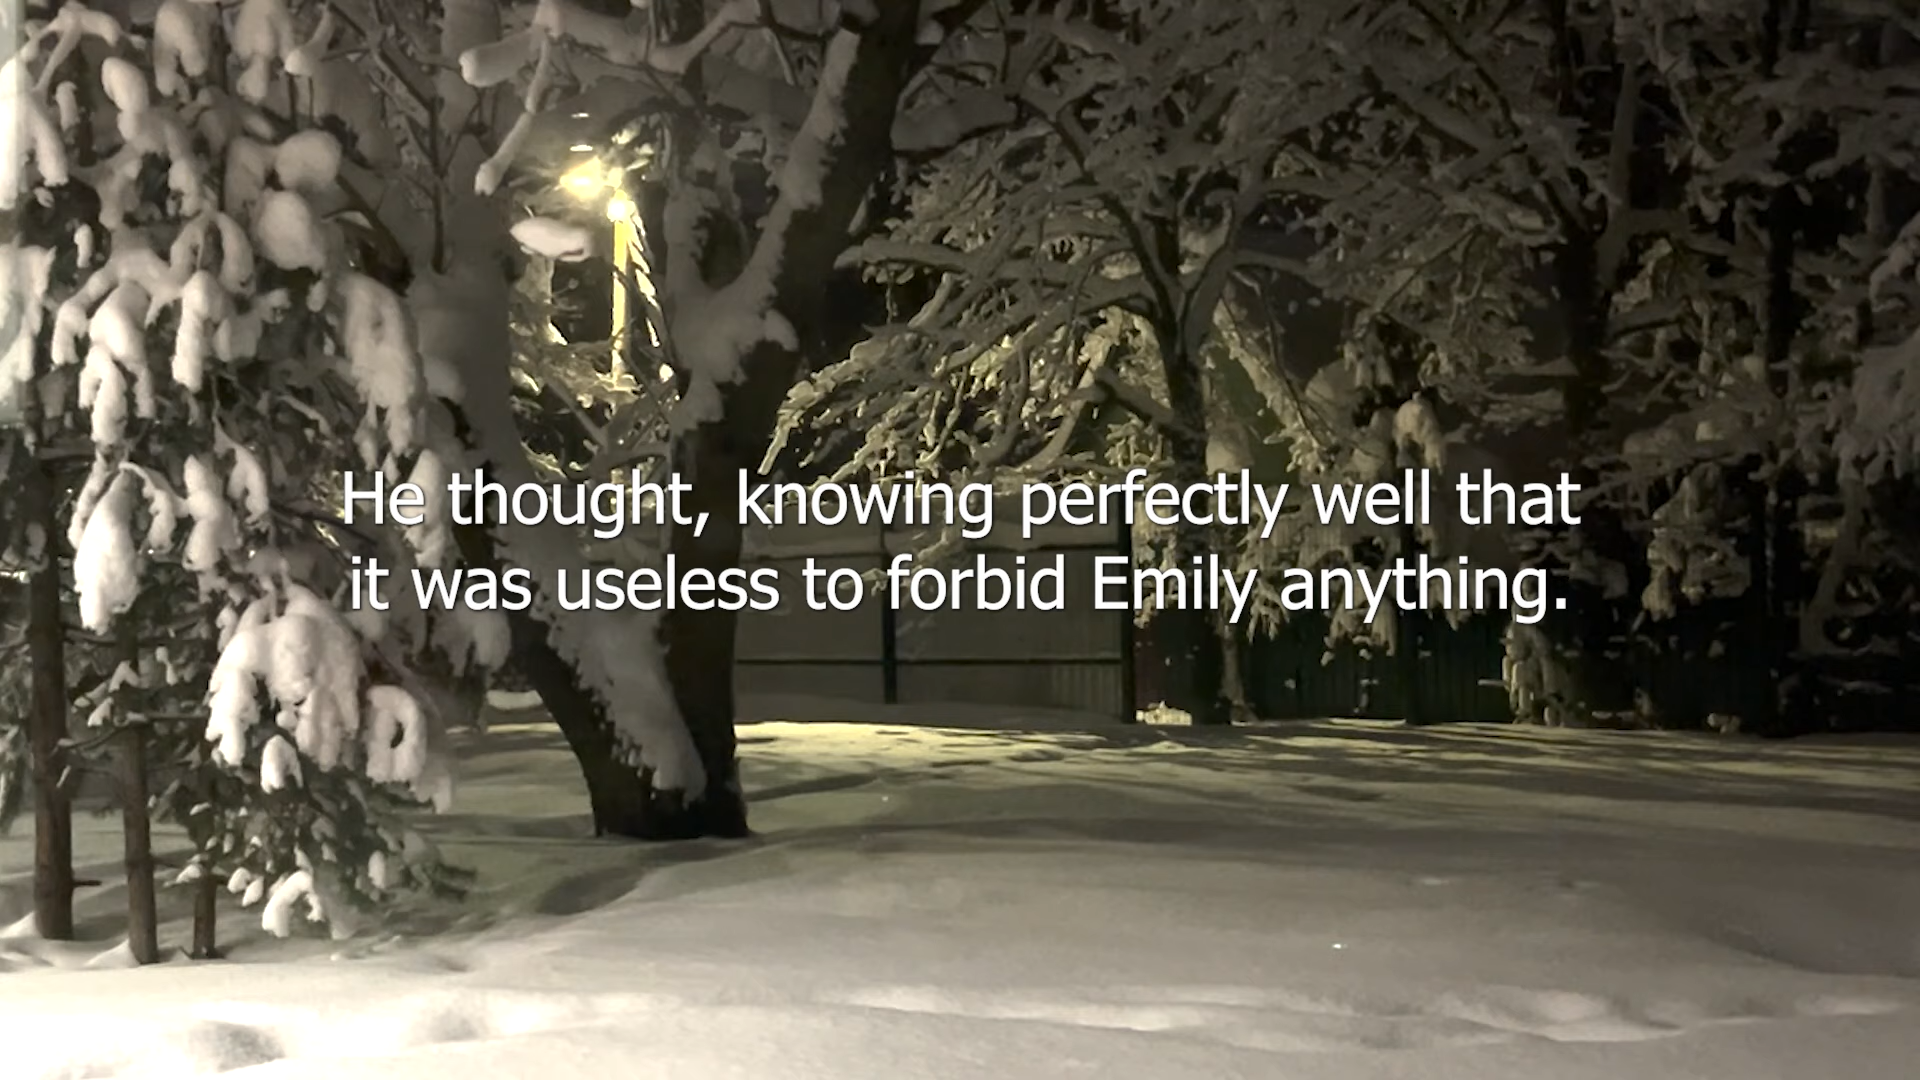 He thought, knowing perfectly well that
it was useless to forbid Emily anything.